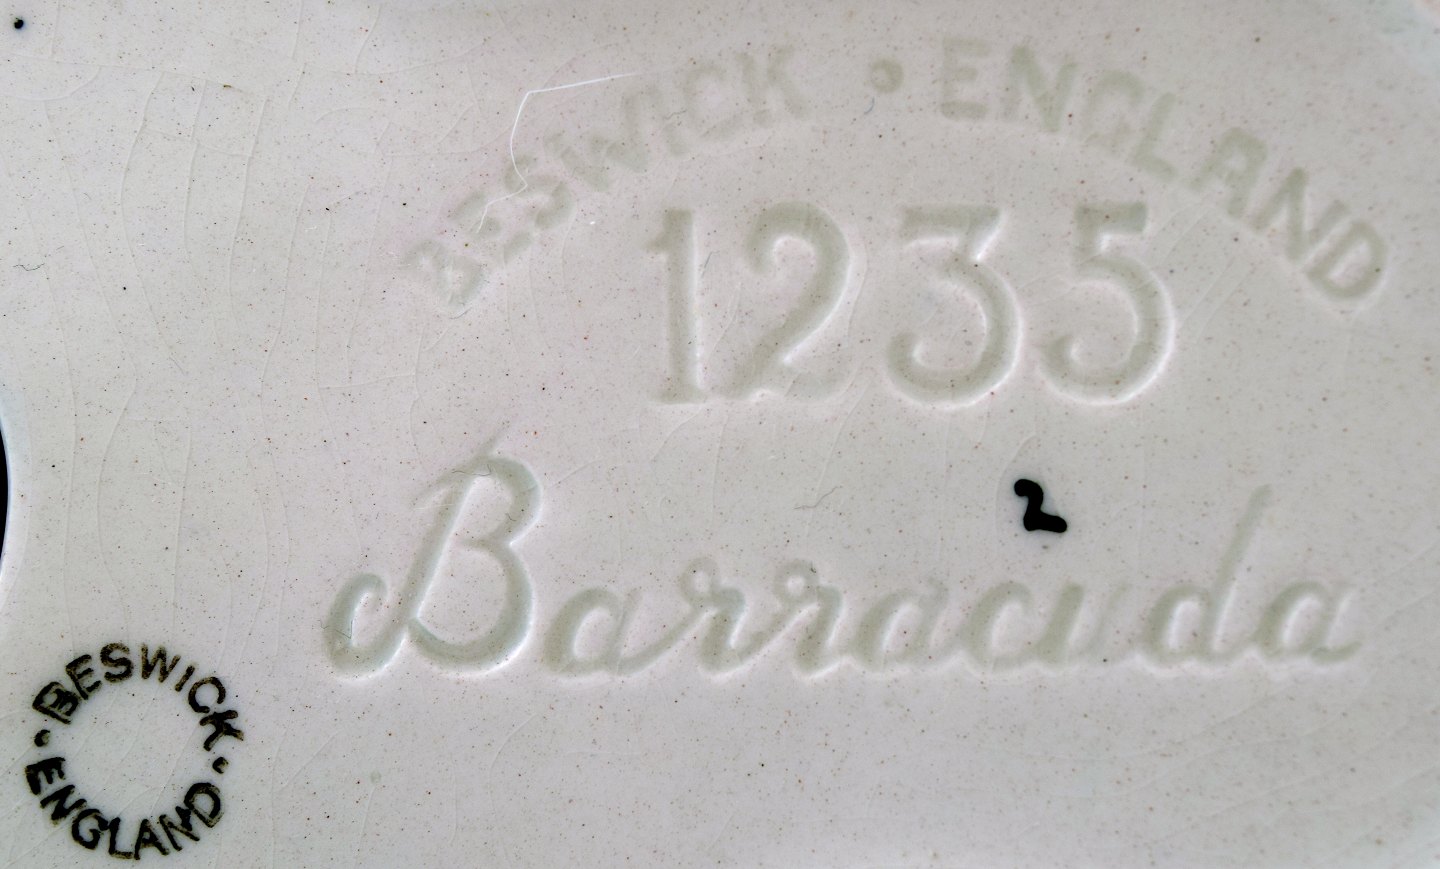 BESWICK • ENGLAND
1235
2
Barracuda
BESWICK • ENGLAND •